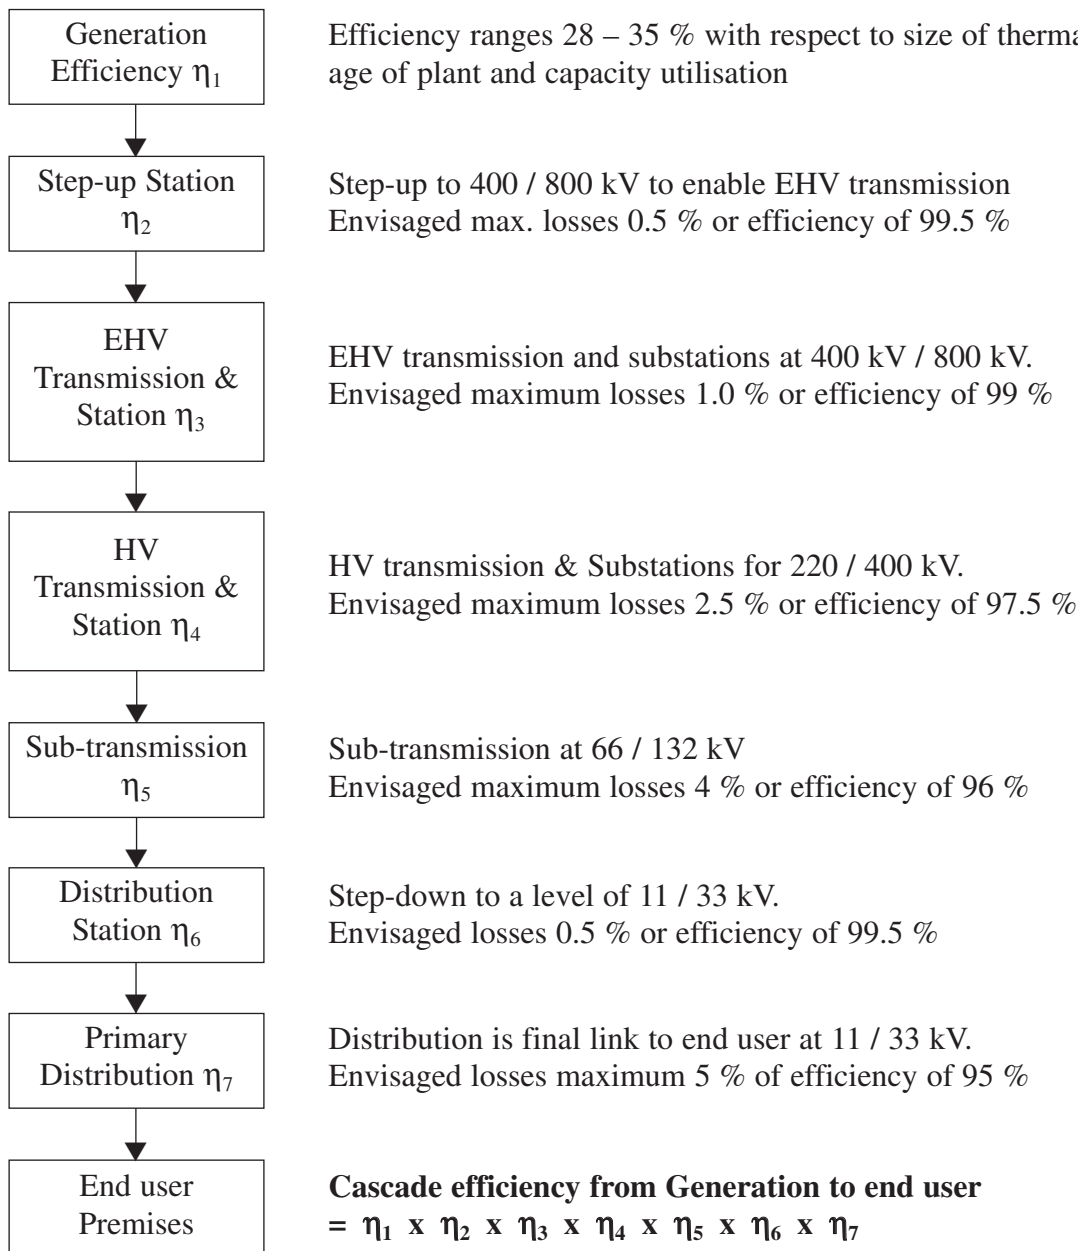 Generation
Efficiency η₁
Efficiency ranges 28 – 35 % with respect to size of therma
age of plant and capacity utilisation
Step-up Station
η₂
Step-up to 400 / 800 kV to enable EHV transmission
Envisaged max. losses 0.5 % or efficiency of 99.5 %
EHV
Transmission &
Station η₃
EHV transmission and substations at 400 kV / 800 kV.
Envisaged maximum losses 1.0 % or efficiency of 99 %
HV
Transmission &
Station η₄
HV transmission & Substations for 220 / 400 kV.
Envisaged maximum losses 2.5 % or efficiency of 97.5 %
Sub-transmission
η₅
Sub-transmission at 66 / 132 kV
Envisaged maximum losses 4 % or efficiency of 96 %
Distribution
Station η₆
Step-down to a level of 11 / 33 kV.
Envisaged losses 0.5 % or efficiency of 99.5 %
Primary
Distribution η₇
Distribution is final link to end user at 11 / 33 kV.
Envisaged losses maximum 5 % of efficiency of 95 %
End user
Premises
Cascade efficiency from Generation to end user
= η₁ x η₂ x η₃ x η₄ x η₅ x η₆ x η₇